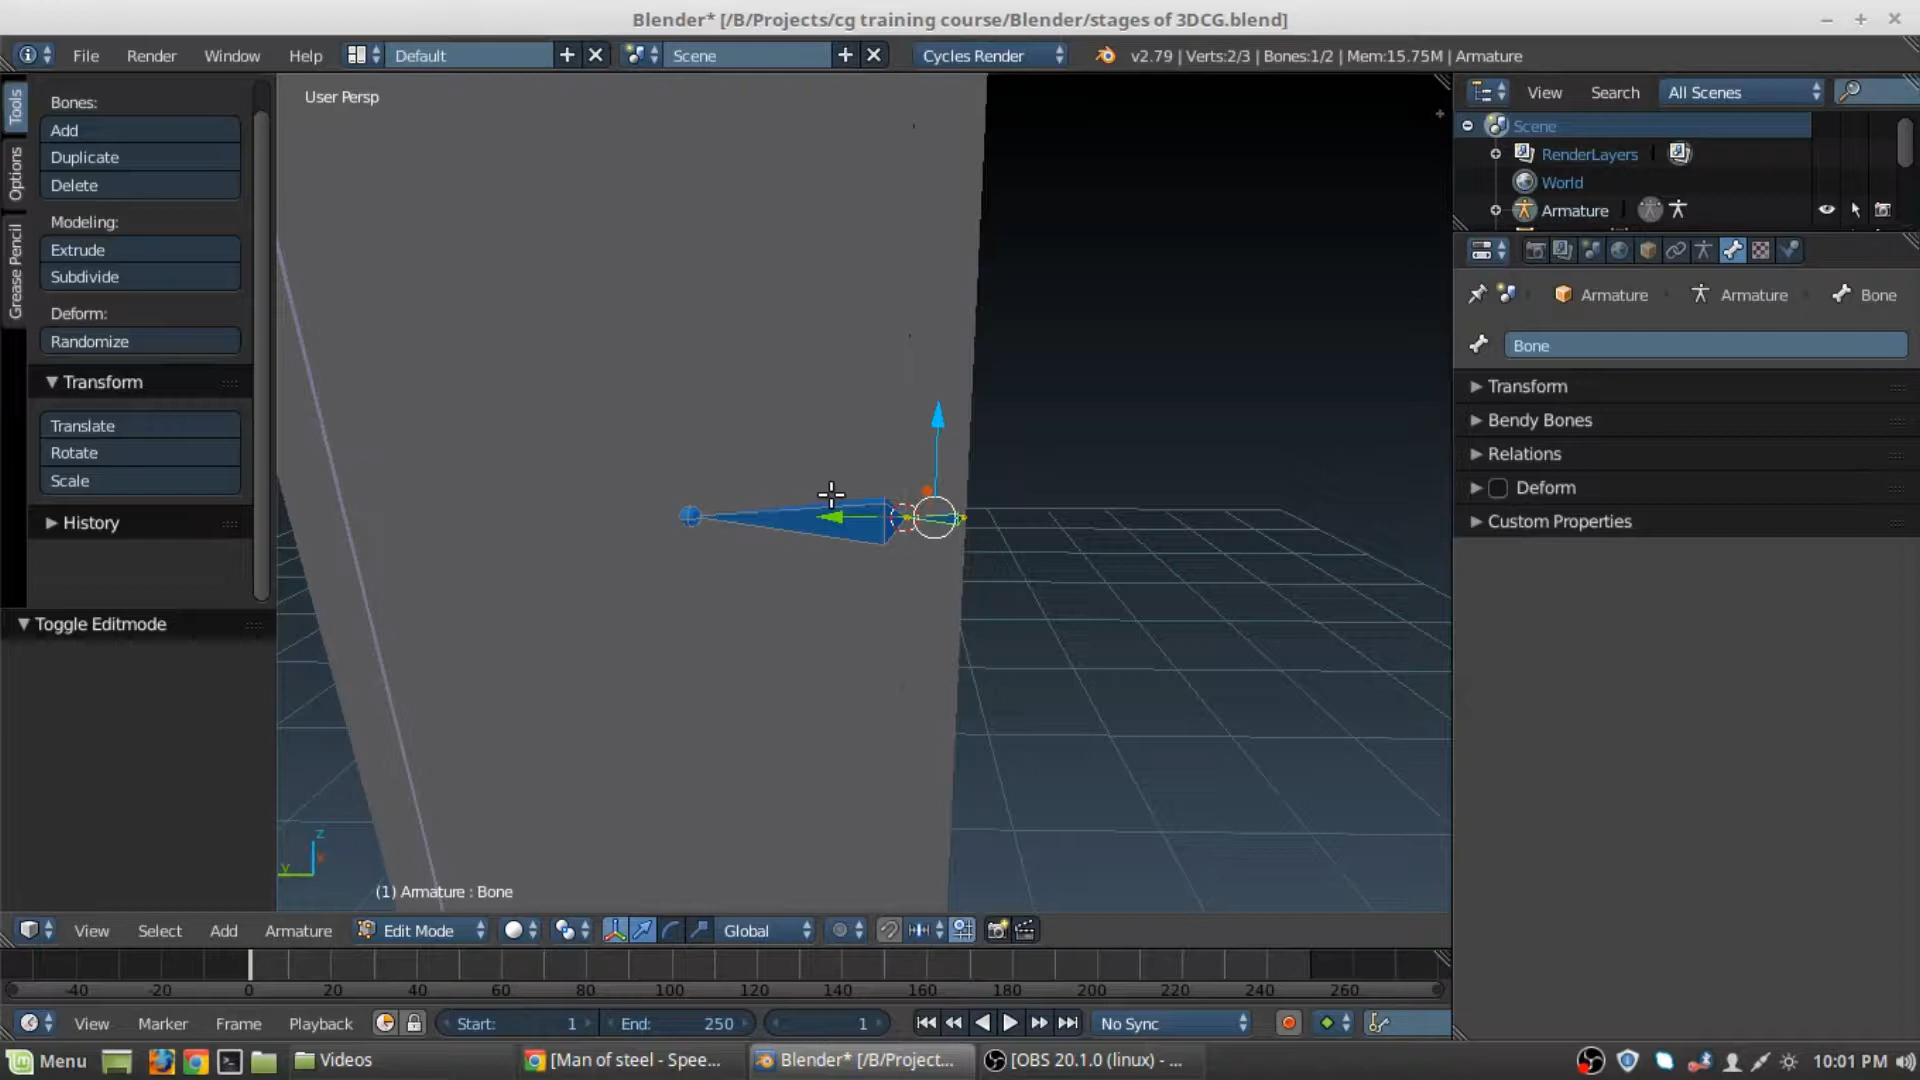 Blender* [/B/Projects/cg training course/Blender/stages of 3DCG.blend]
File Render Window Help Default Scene Cycles Render v2.79 | Verts:2/3 | Bones:1/2 | Mem:15.75M | Armature
Tools
Options
Grease Pencil
Bones:
Add
Duplicate
Delete
Modeling:
Extrude
Subdivide
Deform:
Randomize
Transform
Translate
Rotate
Scale
History
Toggle Editmode
User Persp
z
y
x
(1) Armature : Bone
View Search All Scenes
Scene
RenderLayers
World
Armature
Armature Armature Bone
Bone
Transform
Bendy Bones
Relations
Deform
Custom Properties
View Select Add Armature Edit Mode Global
-40 -20 0 20 40 60 80 100 120 140 160 180 200 220 240 260
View Marker Frame Playback Start: 1 End: 250 1 No Sync
Menu Videos [Man of steel - Spee... Blender* [/B/Project... [OBS 20.1.0 (linux) - ... 10:01 PM